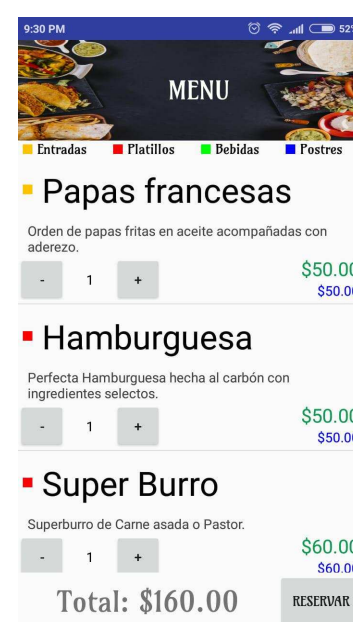 9:30 PM 52%
MENU
Entradas Platillos Bebidas Postres
Papas francesas
Orden de papas fritas en aceite acompañadas con
aderezo.
- 1 + $50.00
$50.00
Hamburguesa
Perfecta Hamburguesa hecha al carbón con
ingredientes selectos.
- 1 + $50.00
$50.00
Super Burro
Superburro de Carne asada o Pastor.
- 1 + $60.00
$60.00
Total: $160.00 RESERVAR